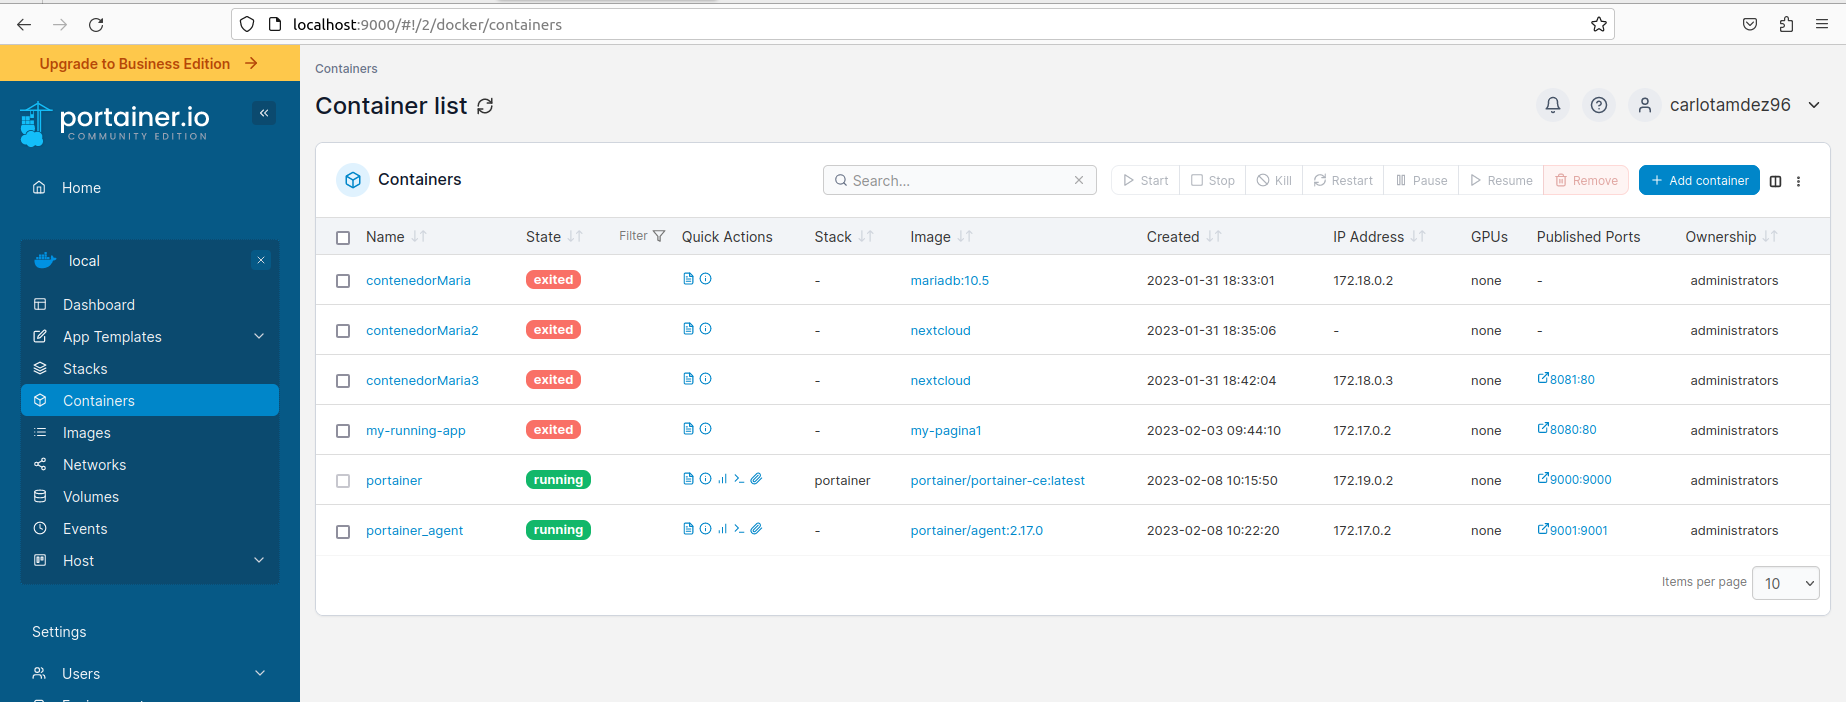 localhost:9000/#!/2/docker/containers
Upgrade to Business Edition
portainer.io
COMMUNITY EDITION
Home
local
Dashboard
App Templates
Stacks
Containers
Images
Networks
Volumes
Events
Host
Settings
Users
Containers
Container list
carlotamdez96
Containers
Search...
Start Stop Kill Restart Pause Resume Remove Add container
Name State Filter Quick Actions Stack Image Created IP Address GPUs Published Ports Ownership
contenedorMaria exited - mariadb:10.5 2023-01-31 18:33:01 172.18.0.2 none - administrators
contenedorMaria2 exited - nextcloud 2023-01-31 18:35:06 - none - administrators
contenedorMaria3 exited - nextcloud 2023-01-31 18:42:04 172.18.0.3 none 8081:80 administrators
my-running-app exited - my-pagina1 2023-02-03 09:44:10 172.17.0.2 none 8080:80 administrators
portainer running portainer portainer/portainer-ce:latest 2023-02-08 10:15:50 172.19.0.2 none 9000:9000 administrators
portainer_agent running - portainer/agent:2.17.0 2023-02-08 10:22:20 172.17.0.2 none 9001:9001 administrators
Items per page 10